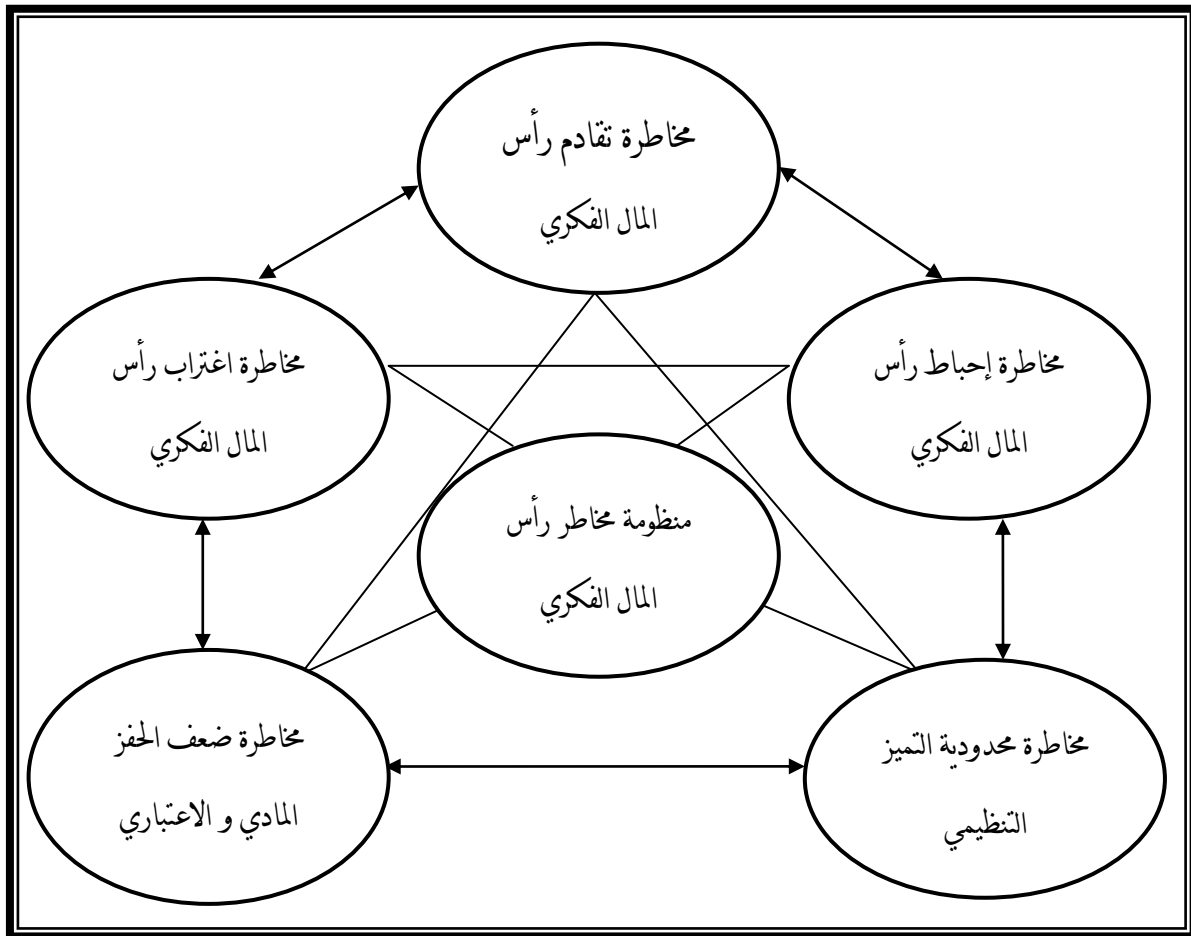 مخاطرة تقادم رأس
المال الفكري
مخاطرة إحباط رأس
المال الفكري
مخاطرة اغتراب رأس
المال الفكري
منظومة مخاطر رأس
المال الفكري
مخاطرة محدودية التميز
التنظيمي
مخاطرة ضعف الحفز
المادي و الاعتباري